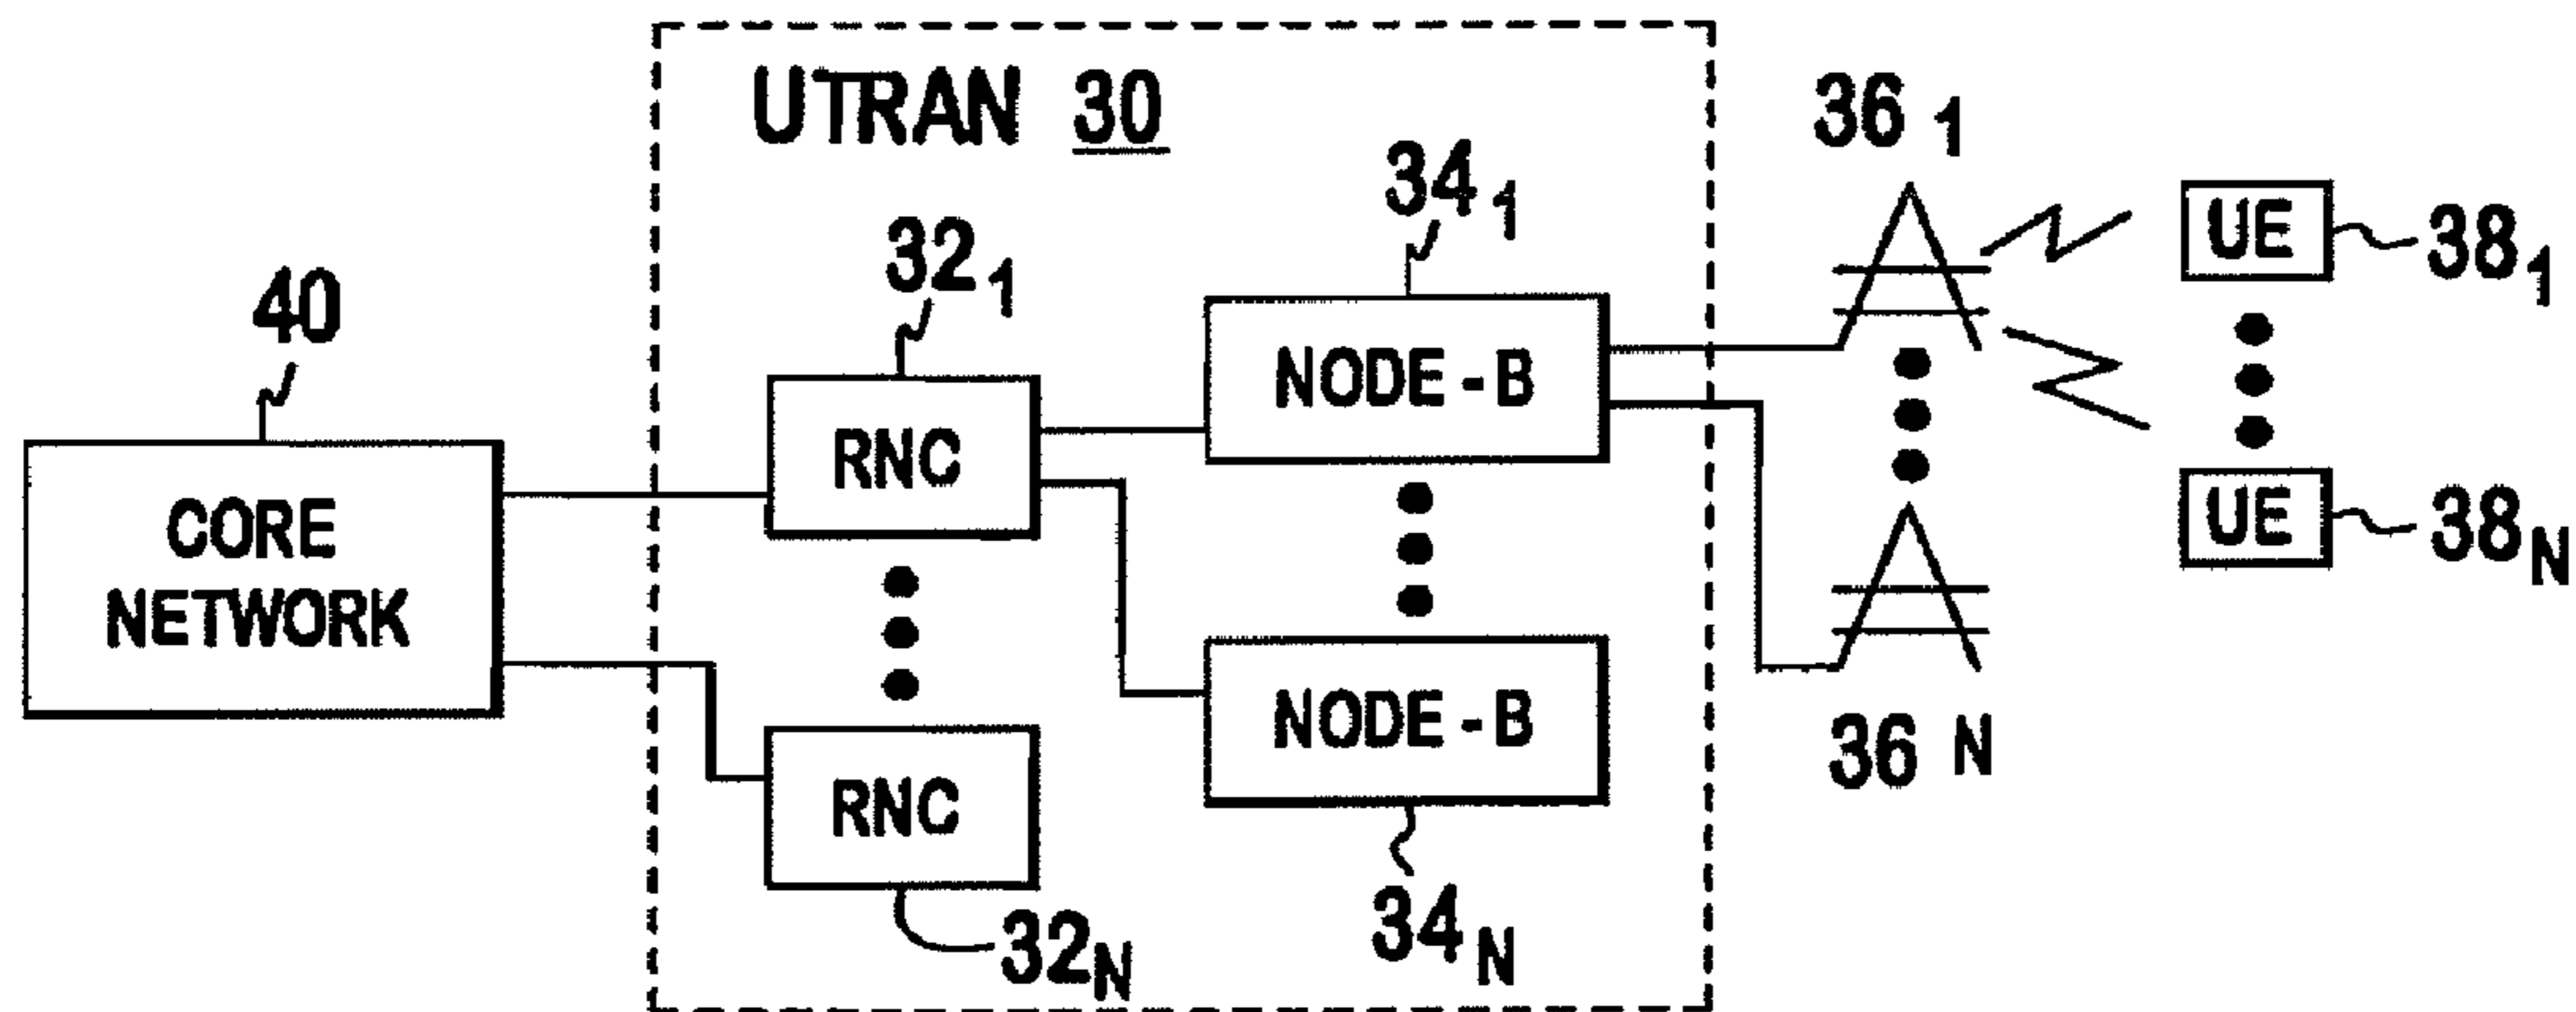 UTRAN 30
36 1
34 1
UE 38 1
32 1
40
NODE - B
RNC
CORE
NETWORK
UE 38 N
NODE - B
36 N
RNC
34 N
32 N